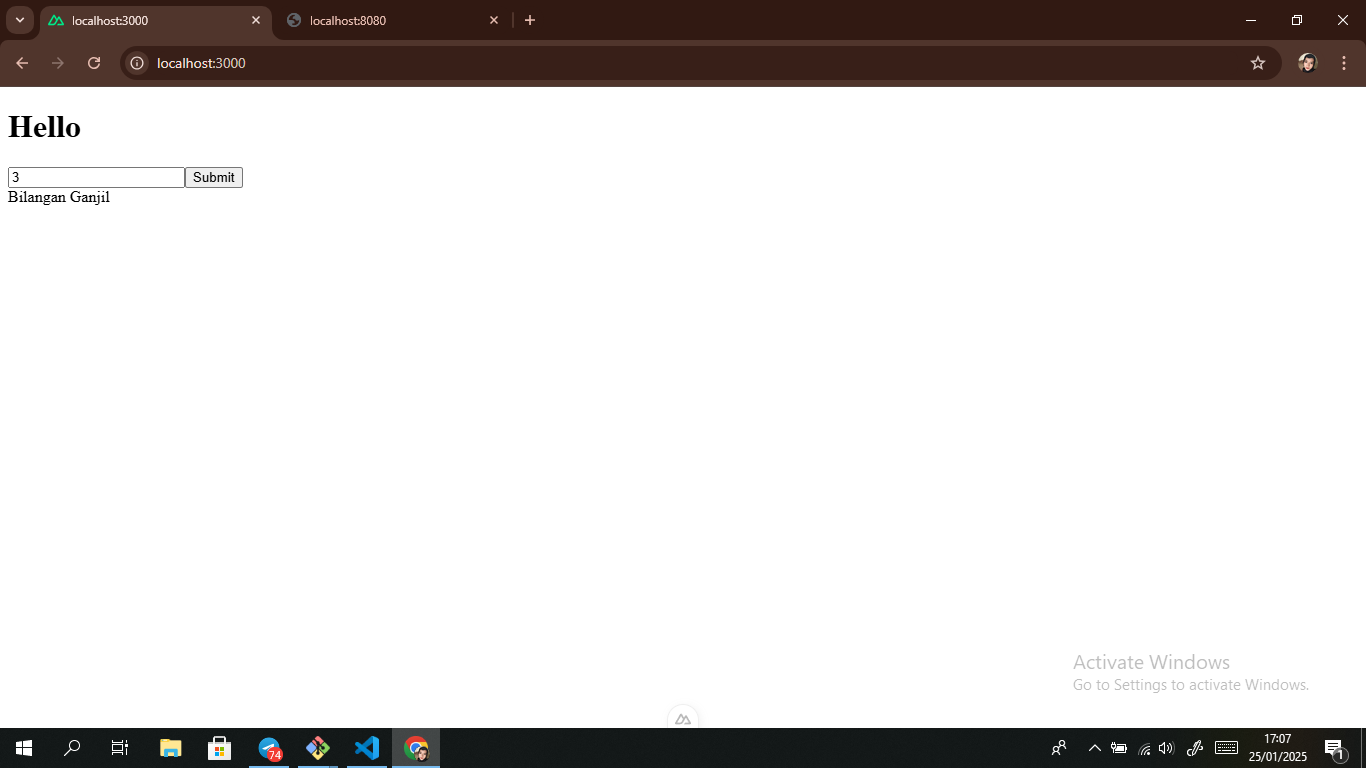 localhost:3000
localhost:8080
localhost:3000
Hello
3
Submit
Bilangan Ganjil
Activate Windows
Go to Settings to activate Windows.
74
17:07
25/01/2025
1